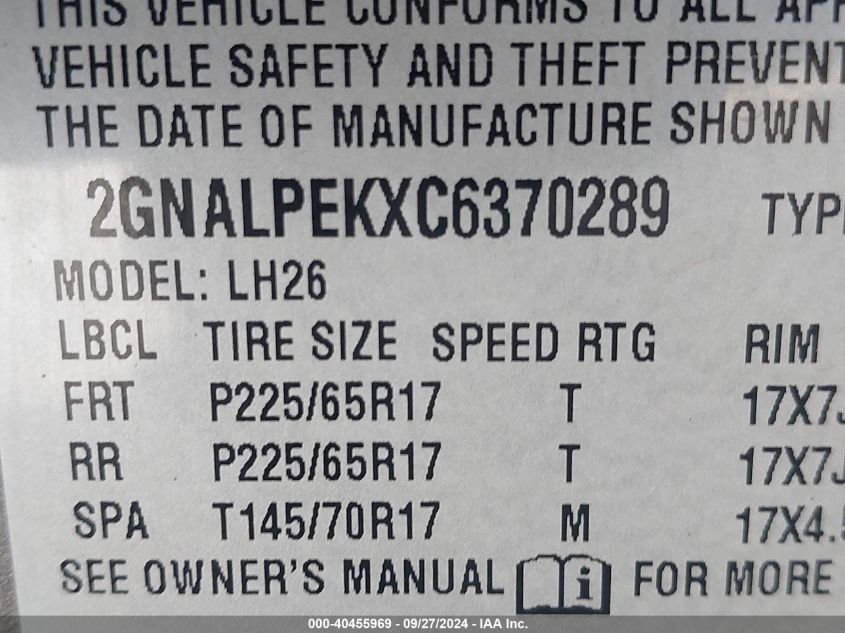 THIS VEHICLE CONFORMS TO ALL
VEHICLE SAFETY AND THEFT PREVENT
THE DATE OF MANUFACTURE SHOWN
2GNALPEKXC6370289 TYP
MODEL: LH26
LBCL TIRE SIZE SPEED RTG RIM
FRT P225/65R17 T 17X7J
RR P225/65R17 T 17X7J
SPA T145/70R17 M 17X4.5
SEE OWNER'S MANUAL i FOR MORE
000-40455969 - 09/27/2024 - IAA Inc.